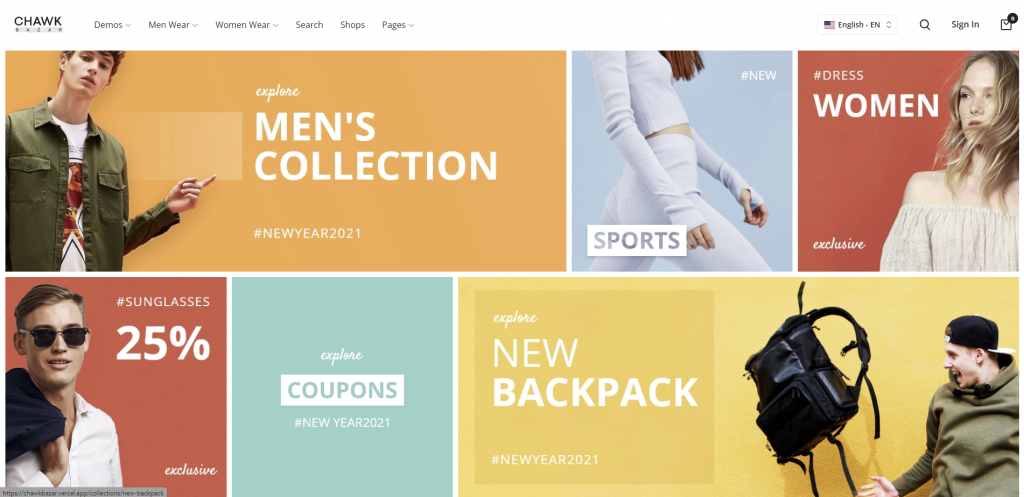 CHAWK
BAZAR
Demos
Men Wear
Women Wear
Search
Shops
Pages
English - EN
Sign In
0
explore
MEN'S
COLLECTION
#NEWYEAR2021
#NEW
SPORTS
#DRESS
WOMEN
exclusive
#SUNGLASSES
25%
exclusive
explore
COUPONS
#NEW YEAR2021
explore
NEW
BACKPACK
#NEWYEAR2021
https://chawkbazar.vercel.app/collections/new-backpack